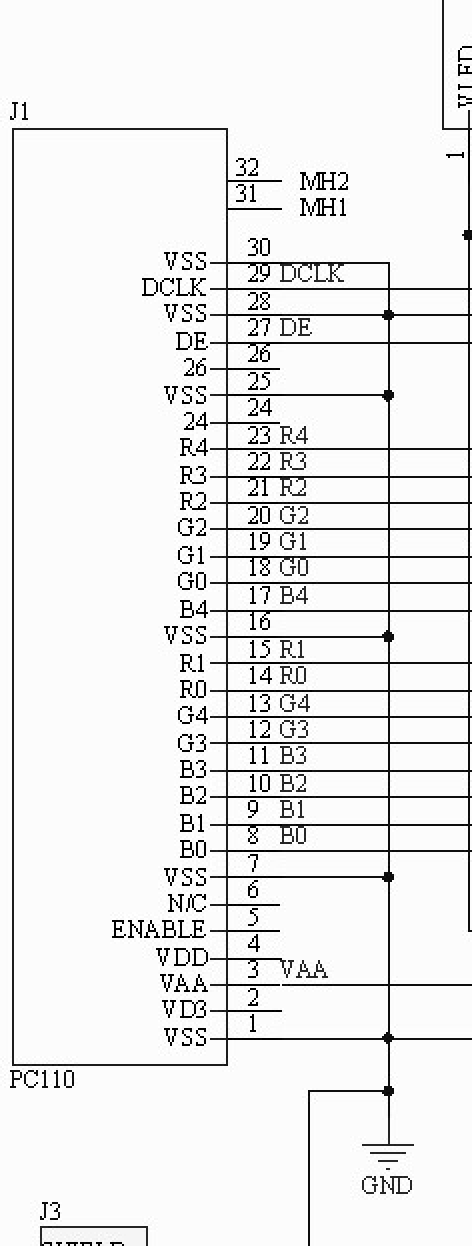 VLED
J1
1
32
MH2
31
MH1
30
VSS
29 DCLK
DCLK
28
VSS
27 DE
DE
26
26
25
VSS
24
24
23 R4
R4
22 R3
R3
21 R2
R2
20 G2
G2
19 G1
G1
18 G0
G0
17 B4
B4
16
VSS
15 R1
R1
14 R0
R0
13 G4
G4
12 G3
G3
11 B3
B3
10 B2
B2
9 B1
B1
8 B0
B0
7
VSS
6
N/C
5
ENABLE
4
VDD
3 VAA
VAA
2
VD3
1
VSS
PC110
GND
J3
SHIELD